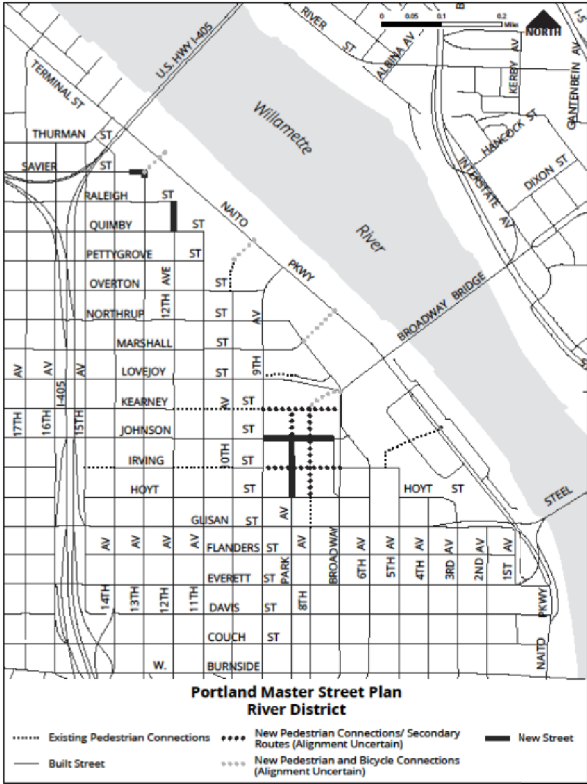 0 0.05 0.1 0.2
Miles
NORTH
RIVER ST
ALBINA AV
KERBY AV
GANTENBEIN AV
U.S. HWY I-405
TERMINAL ST
Willamette
River
HANCOCK ST
DIXON ST
INTERSTATE AV
THURMAN ST
SAVIER ST
RALEIGH ST
NAITO PKWY
QUIMBY ST
PETTYGROVE ST
12TH AVE
OVERTON ST
BROADWAY BRIDGE
NORTHRUP ST
9TH AV
MARSHALL ST
LOVEJOY ST
17TH AV
16TH AV
I-405
15TH AV
KEARNEY ST
10TH AV
JOHNSON ST
IRVING ST
HOYT ST
HOYT ST
STEEL
GLISAN ST
PARK AV
8TH AV
BROADWAY
6TH AV
5TH AV
4TH AV
3RD AV
2ND AV
1ST AV
FLANDERS ST
14TH AV
13TH AV
12TH AV
11TH AV
EVERETT ST
DAVIS ST
NAITO PKWY
COUCH ST
W. BURNSIDE
Portland Master Street Plan
River District
Existing Pedestrian Connections
New Pedestrian Connections/ Secondary
Routes (Alignment Uncertain)
New Street
Built Street
New Pedestrian and Bicycle Connections
(Alignment Uncertain)